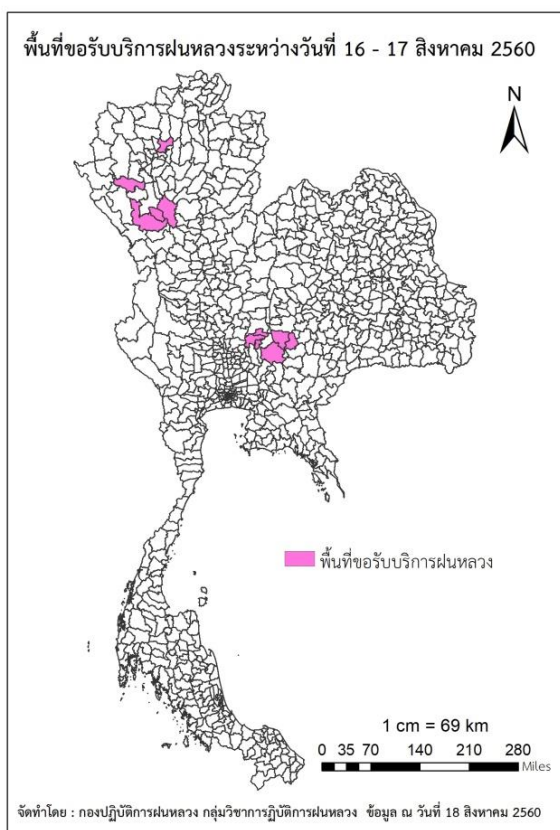 พื้นที่ขอรับบริการฝนหลวงระหว่างวันที่ 16 - 17 สิงหาคม 2560
N
พื้นที่ขอรับบริการฝนหลวง
1 cm = 69 km
0 35 70 140 210 280
Miles
จัดทำโดย : กองปฏิบัติการฝนหลวง กลุ่มวิชาการฏิบัติการฝนหลวง ข้อมูล ณ วันที่ 18 สิงหาคม 2560